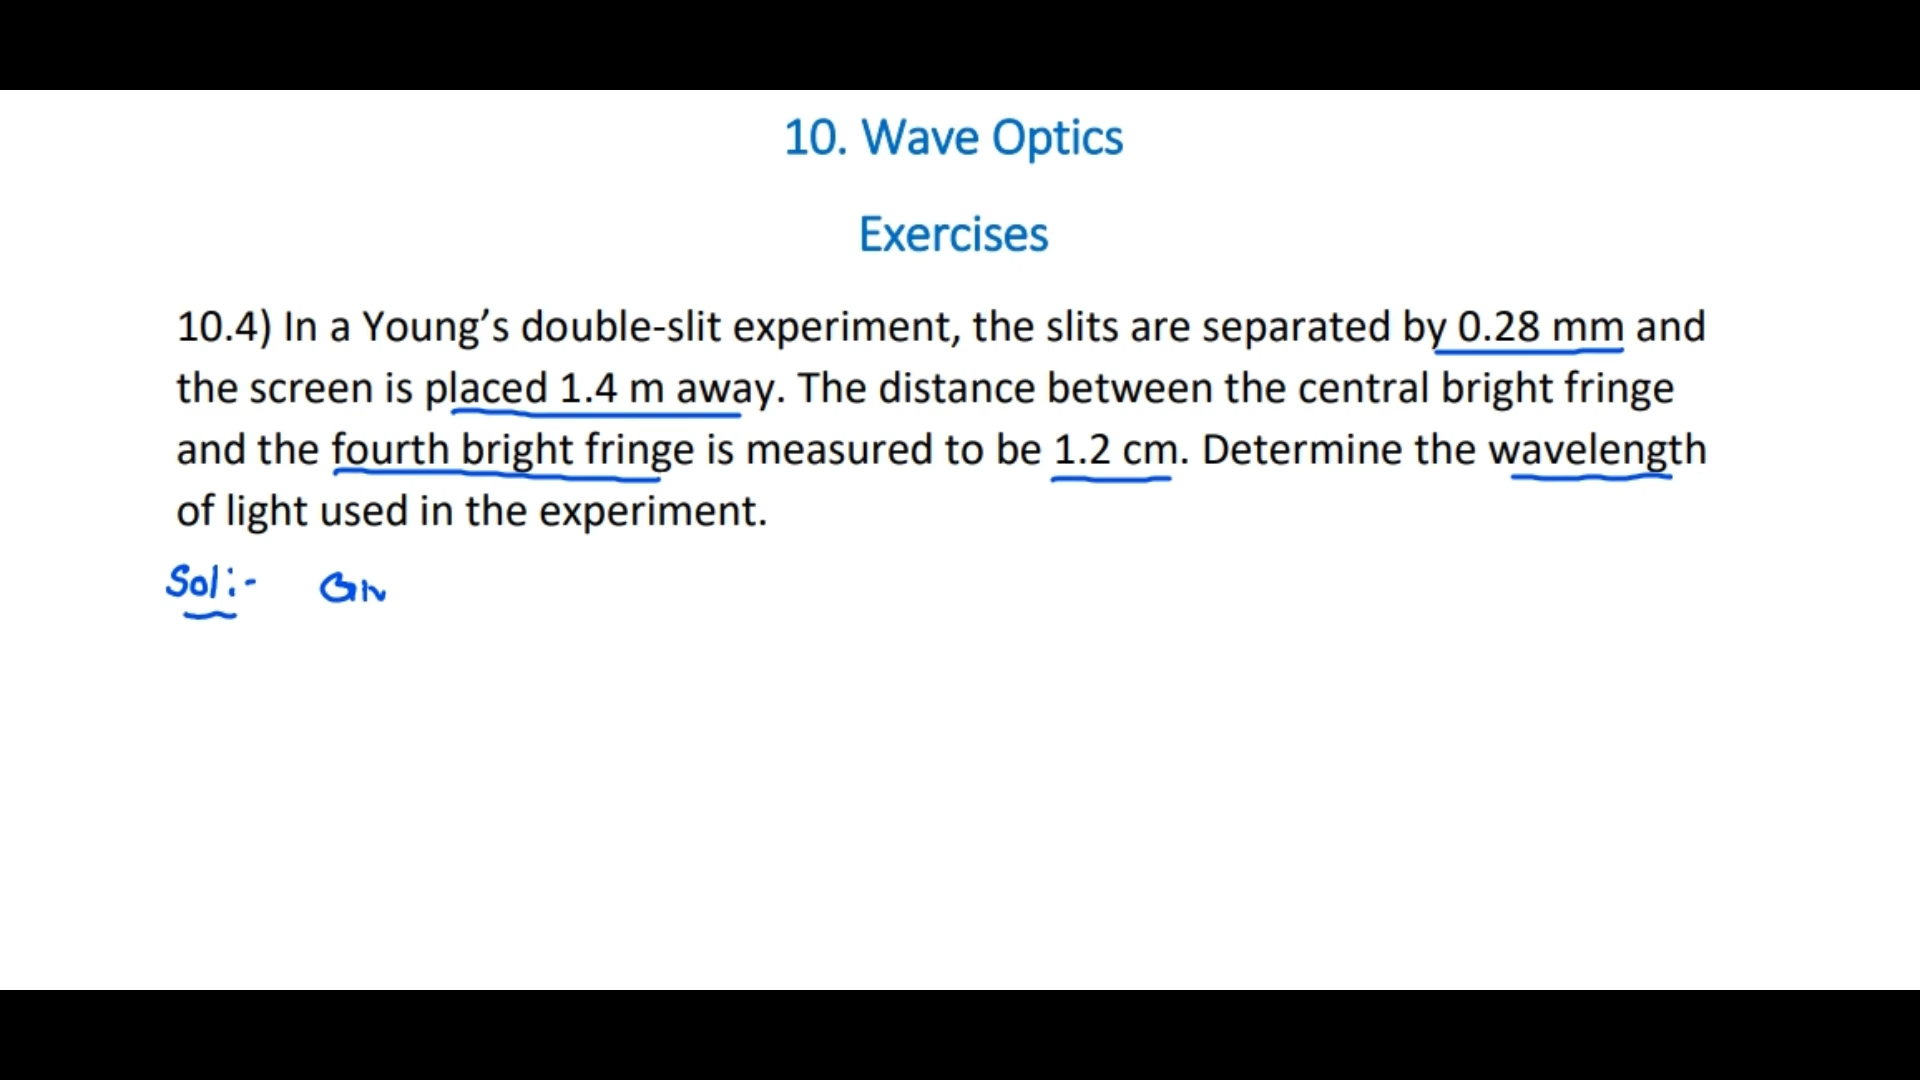 10. Wave Optics
Exercises
10.4) In a Young’s double-slit experiment, the slits are separated by 0.28 mm and
the screen is placed 1.4 m away. The distance between the central bright fringe
and the fourth bright fringe is measured to be 1.2 cm. Determine the wavelength
of light used in the experiment.
Sol:- Giv